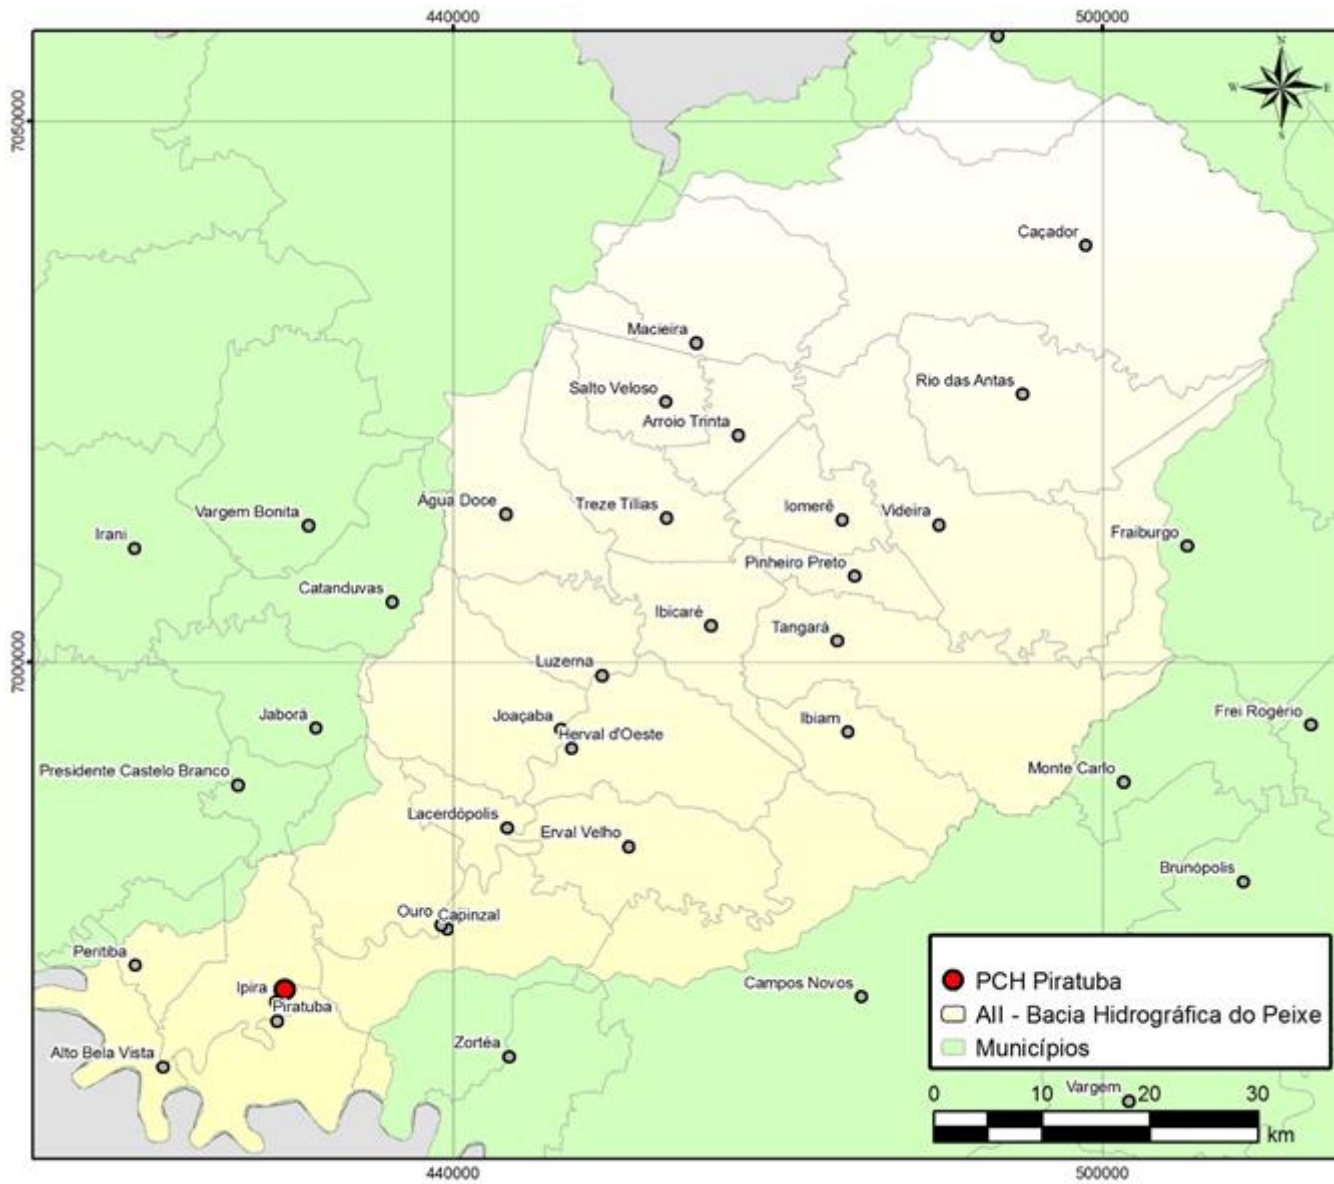 440000
500000
N
W
E
S
7050000
Caçador
Macieira
Rio das Antas
Salto Veloso
Arroio Trinta
Água Doce
Treze Tílias
Iomerê
Videira
Vargem Bonita
Irani
Fraiburgo
Pinheiro Preto
Catanduvas
Ibicaré
Tangará
7000000
Luzerna
Jaborá
Joaçaba
Herval d'Oeste
Ibiam
Frei Rogério
Presidente Castelo Branco
Monte Carlo
Lacerdópolis
Erval Velho
Brunópolis
Ouro
Capinzal
Peritiba
Ipira
Piratuba
Campos Novos
Alto Bela Vista
Zortéa
PCH Piratuba
AII - Bacia Hidrográfica do Peixe
Municípios
Vargem
0 10 20 30
km
440000
500000